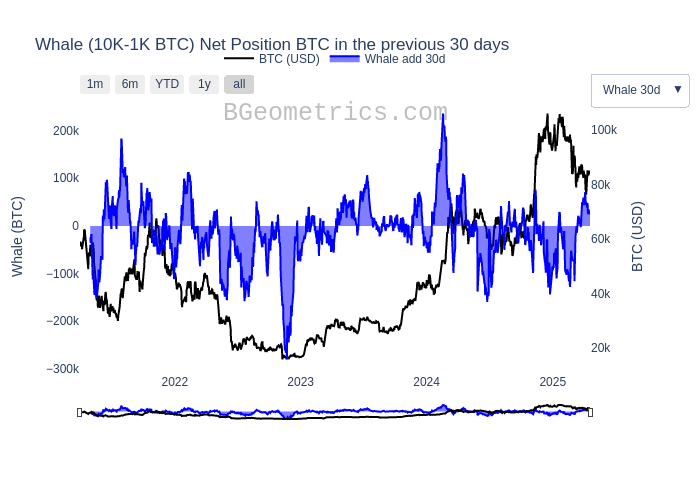 Whale (10K-1K BTC) Net Position BTC in the previous 30 days
BTC (USD) Whale add 30d
1m 6m YTD 1y all
Whale 30d ▼
BGeometrics.com
200k
100k
0
−100k
−200k
−300k
Whale (BTC)
100k
80k
60k
40k
20k
BTC (USD)
2022 2023 2024 2025